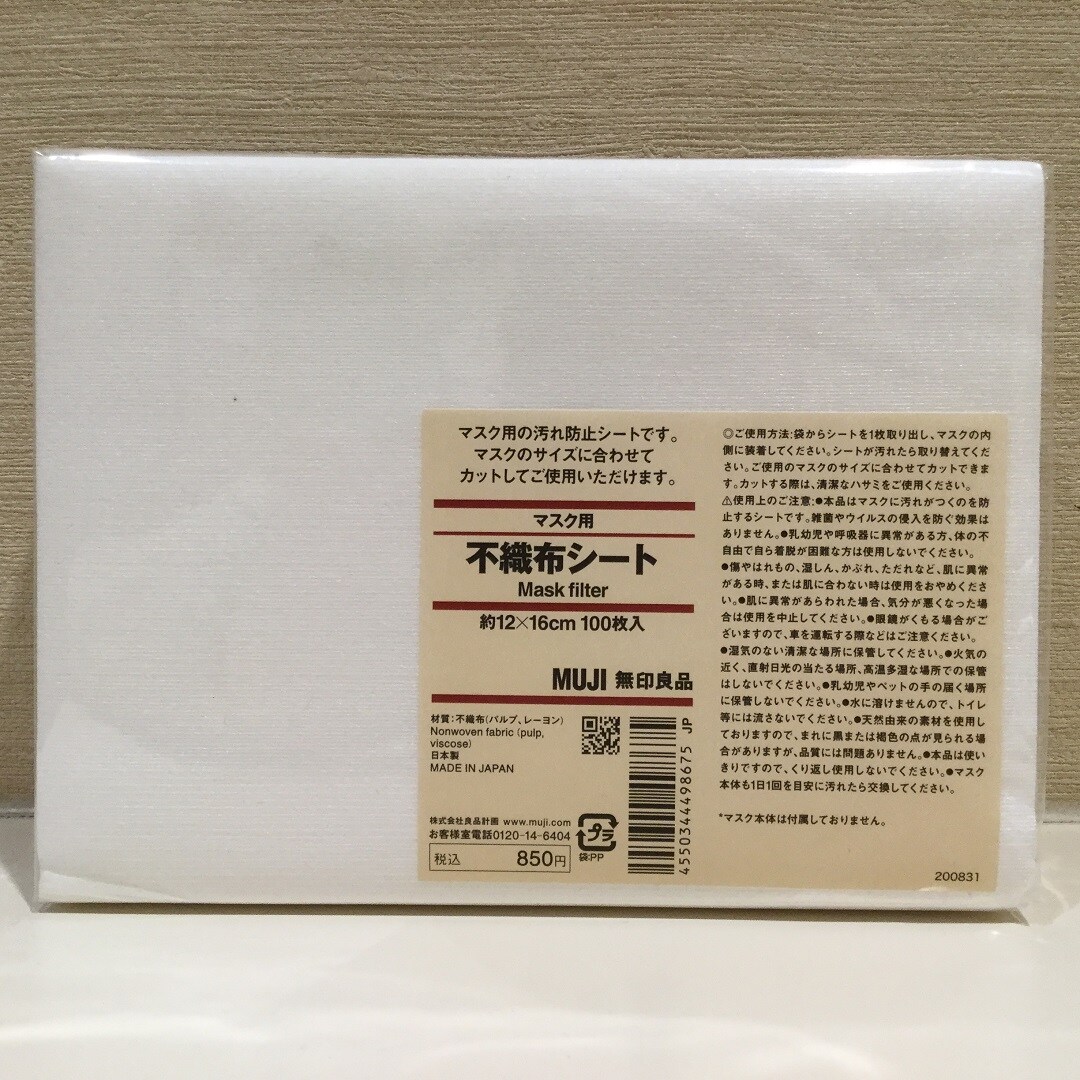 マスク用の汚れ防止シートです。
マスクのサイズに合わせて
カットしてご使用いただけます。
マスク用
不織布シート
Mask filter
約12×16cm 100枚入
MUJI 無印良品
材質:不織布(パルプ、レーヨン)
Nonwoven fabric (pulp,
viscose)
日本製
MADE IN JAPAN
株式会社良品計画 www.muji.com
お客様室電話0120-14-6404
税込 850円
プラ
袋:PP
4550344498675 JP
◎ご使用方法:袋からシートを1枚取り出し、マスクの内
側に装着してください。シートが汚れたら取り替えてくだ
さい。ご使用のマスクのサイズに合わせてカットできま
す。カットする際は、清潔なハサミをご使用ください。
⚠使用上のご注意:●本品はマスクに汚れがつくのを防
止するシートです。雑菌やウイルスの侵入を防ぐ効果は
ありません。●乳幼児や呼吸器に異常がある方、体の不
自由で自ら着脱が困難な方は使用しないでください。
●傷やはれもの、湿しん、かぶれ、ただれなど、肌に異常
がある時、または肌に合わない時は使用をおやめくださ
い。●肌に異常があらわれた場合、気分が悪くなった場
合は使用を中止してください。●眼鏡がくもる場合がご
ざいますので、車を運転する際などはご注意ください。
●湿気のない清潔な場所に保管してください。●火気の
近く、直射日光の当たる場所、高温多湿な場所での保管
はしないでください。●乳幼児やペットの手の届く場所
に保管しないでください。●水に溶けませんので、トイレ
等には流さないでください。●天然由来の素材を使用し
ておりますので、まれに黒または褐色の点が見られる場
合がありますが、品質には問題ありません。●本品は使い
きりですので、くり返し使用しないでください。●マスク
本体も1日1回を目安に汚れたら交換してください。
*マスク本体は付属しておりません。
200831